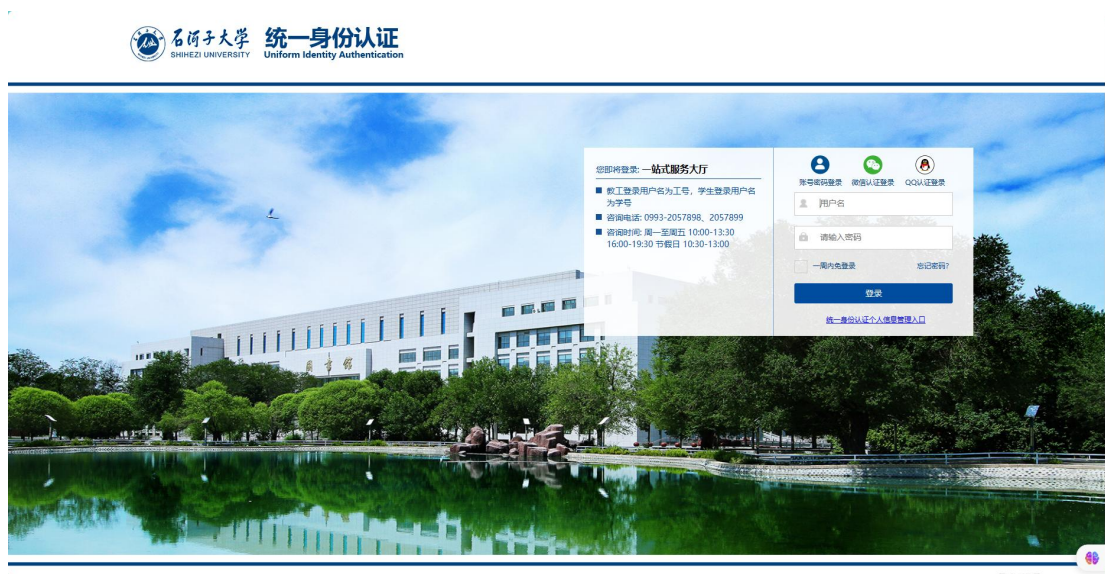 石河子大学
SHIHEZI UNIVERSITY
统一身份认证
Uniform Identity Authentication
您即将登录: 一站式服务大厅
教工登录用户名为工号，学生登录用户名
为学号
咨询电话: 0993-2057898、2057899
咨询时间: 周一至周五 10:00-13:30
16:00-19:30 节假日 10:30-13:00
账号密码登录
微信认证登录
QQ认证登录
用户名
请输入密码
一周内免登录
忘记密码?
登录
统一身份认证个人信息管理入口
图书馆